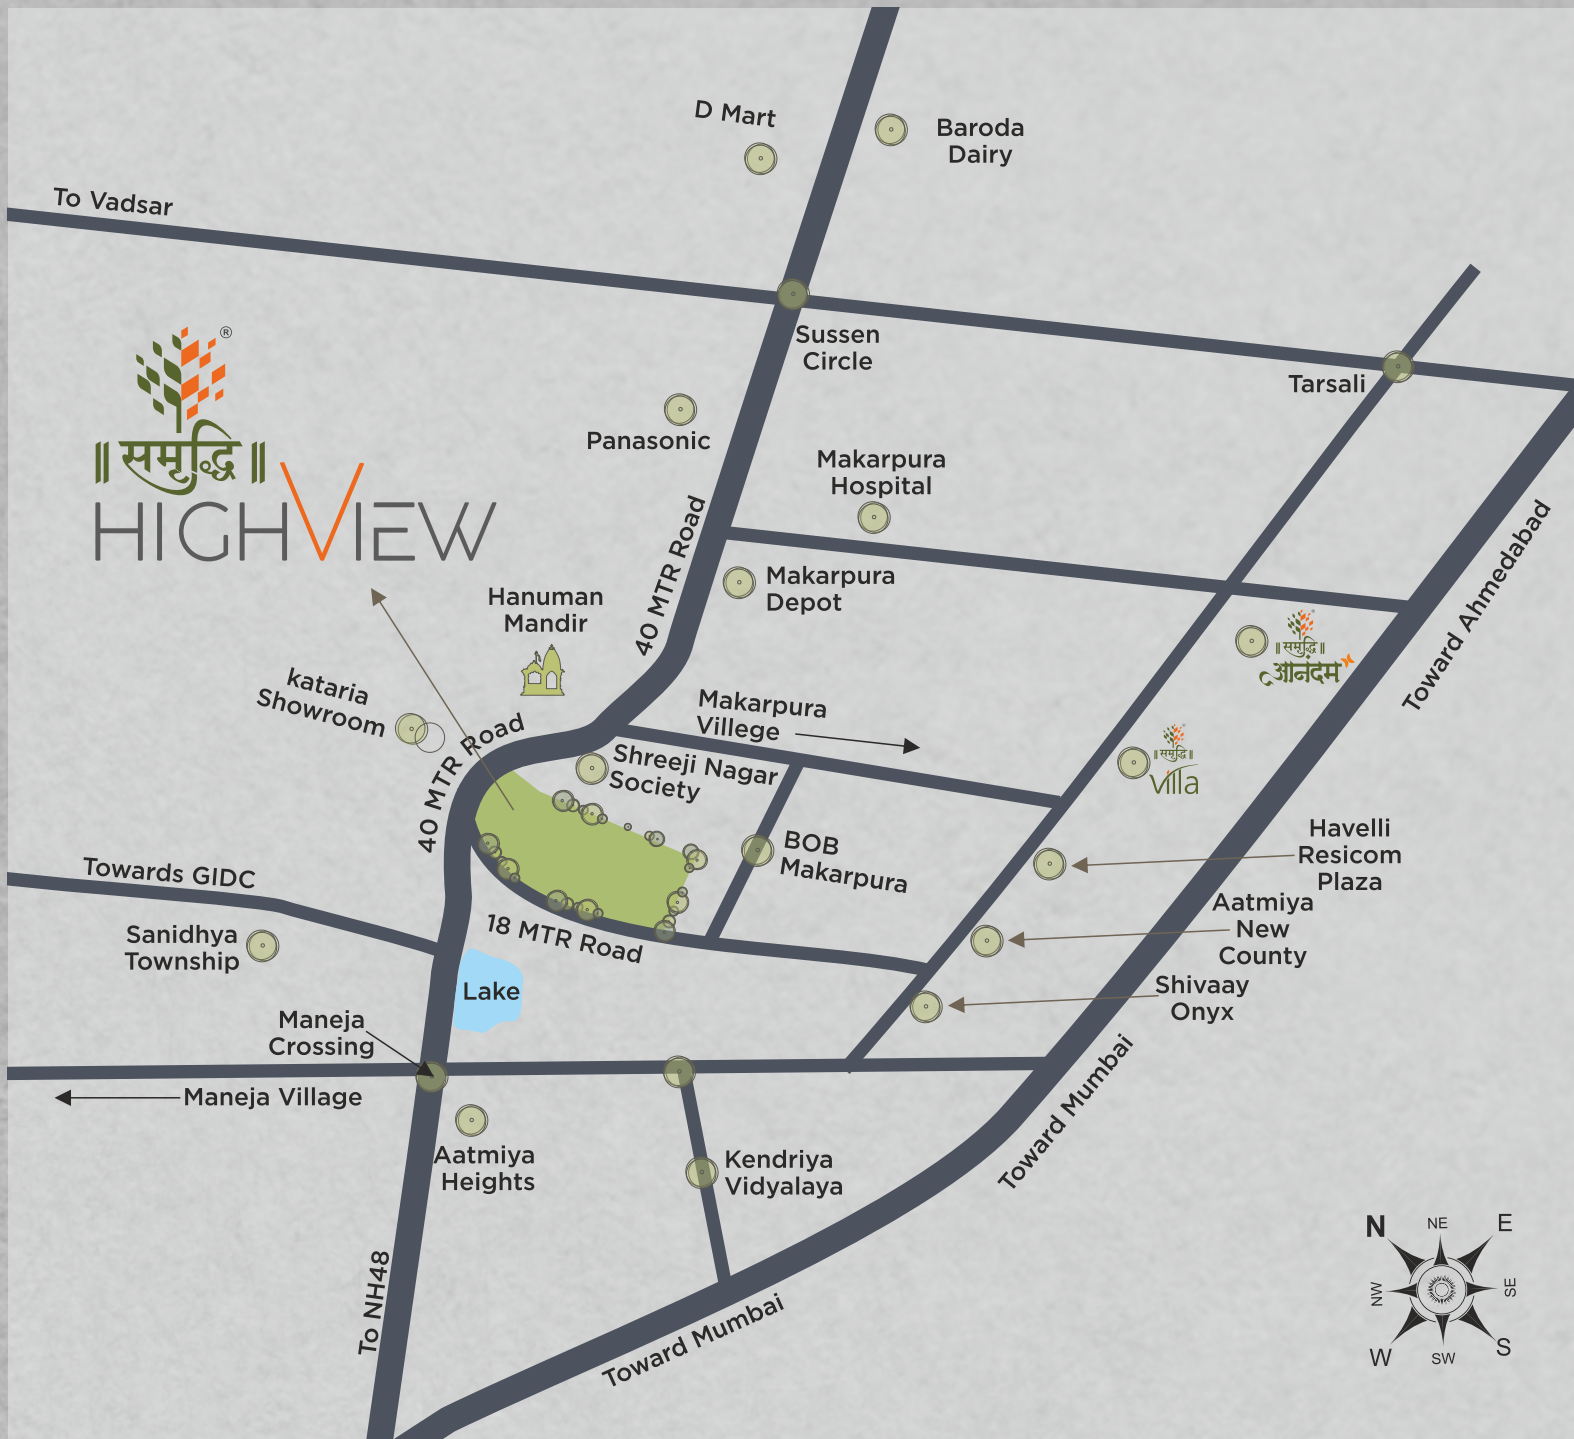 D Mart
Baroda
Dairy
To Vadsar
Sussen
Circle
Tarsali
®
॥ समृद्धि ॥
HIGHVIEW
Panasonic
Makarpura
Hospital
40 MTR Road
Makarpura
Depot
Toward Ahmedabad
Hanuman
Mandir
॥ समृद्धि ॥
आनंदम
kataria
Showroom
Makarpura
Villege
40 MTR Road
Shreeji Nagar
Society
॥ समृद्धि ॥
Villa
BOB
Makarpura
Havelli
Resicom
Plaza
Towards GIDC
Aatmiya
New
County
18 MTR Road
Sanidhya
Township
Lake
Shivaay
Onyx
Maneja
Crossing
Maneja Village
Toward Mumbai
Aatmiya
Heights
Kendriya
Vidyalaya
To NH48
Toward Mumbai
N
NE
E
NW
SE
W
SW
S